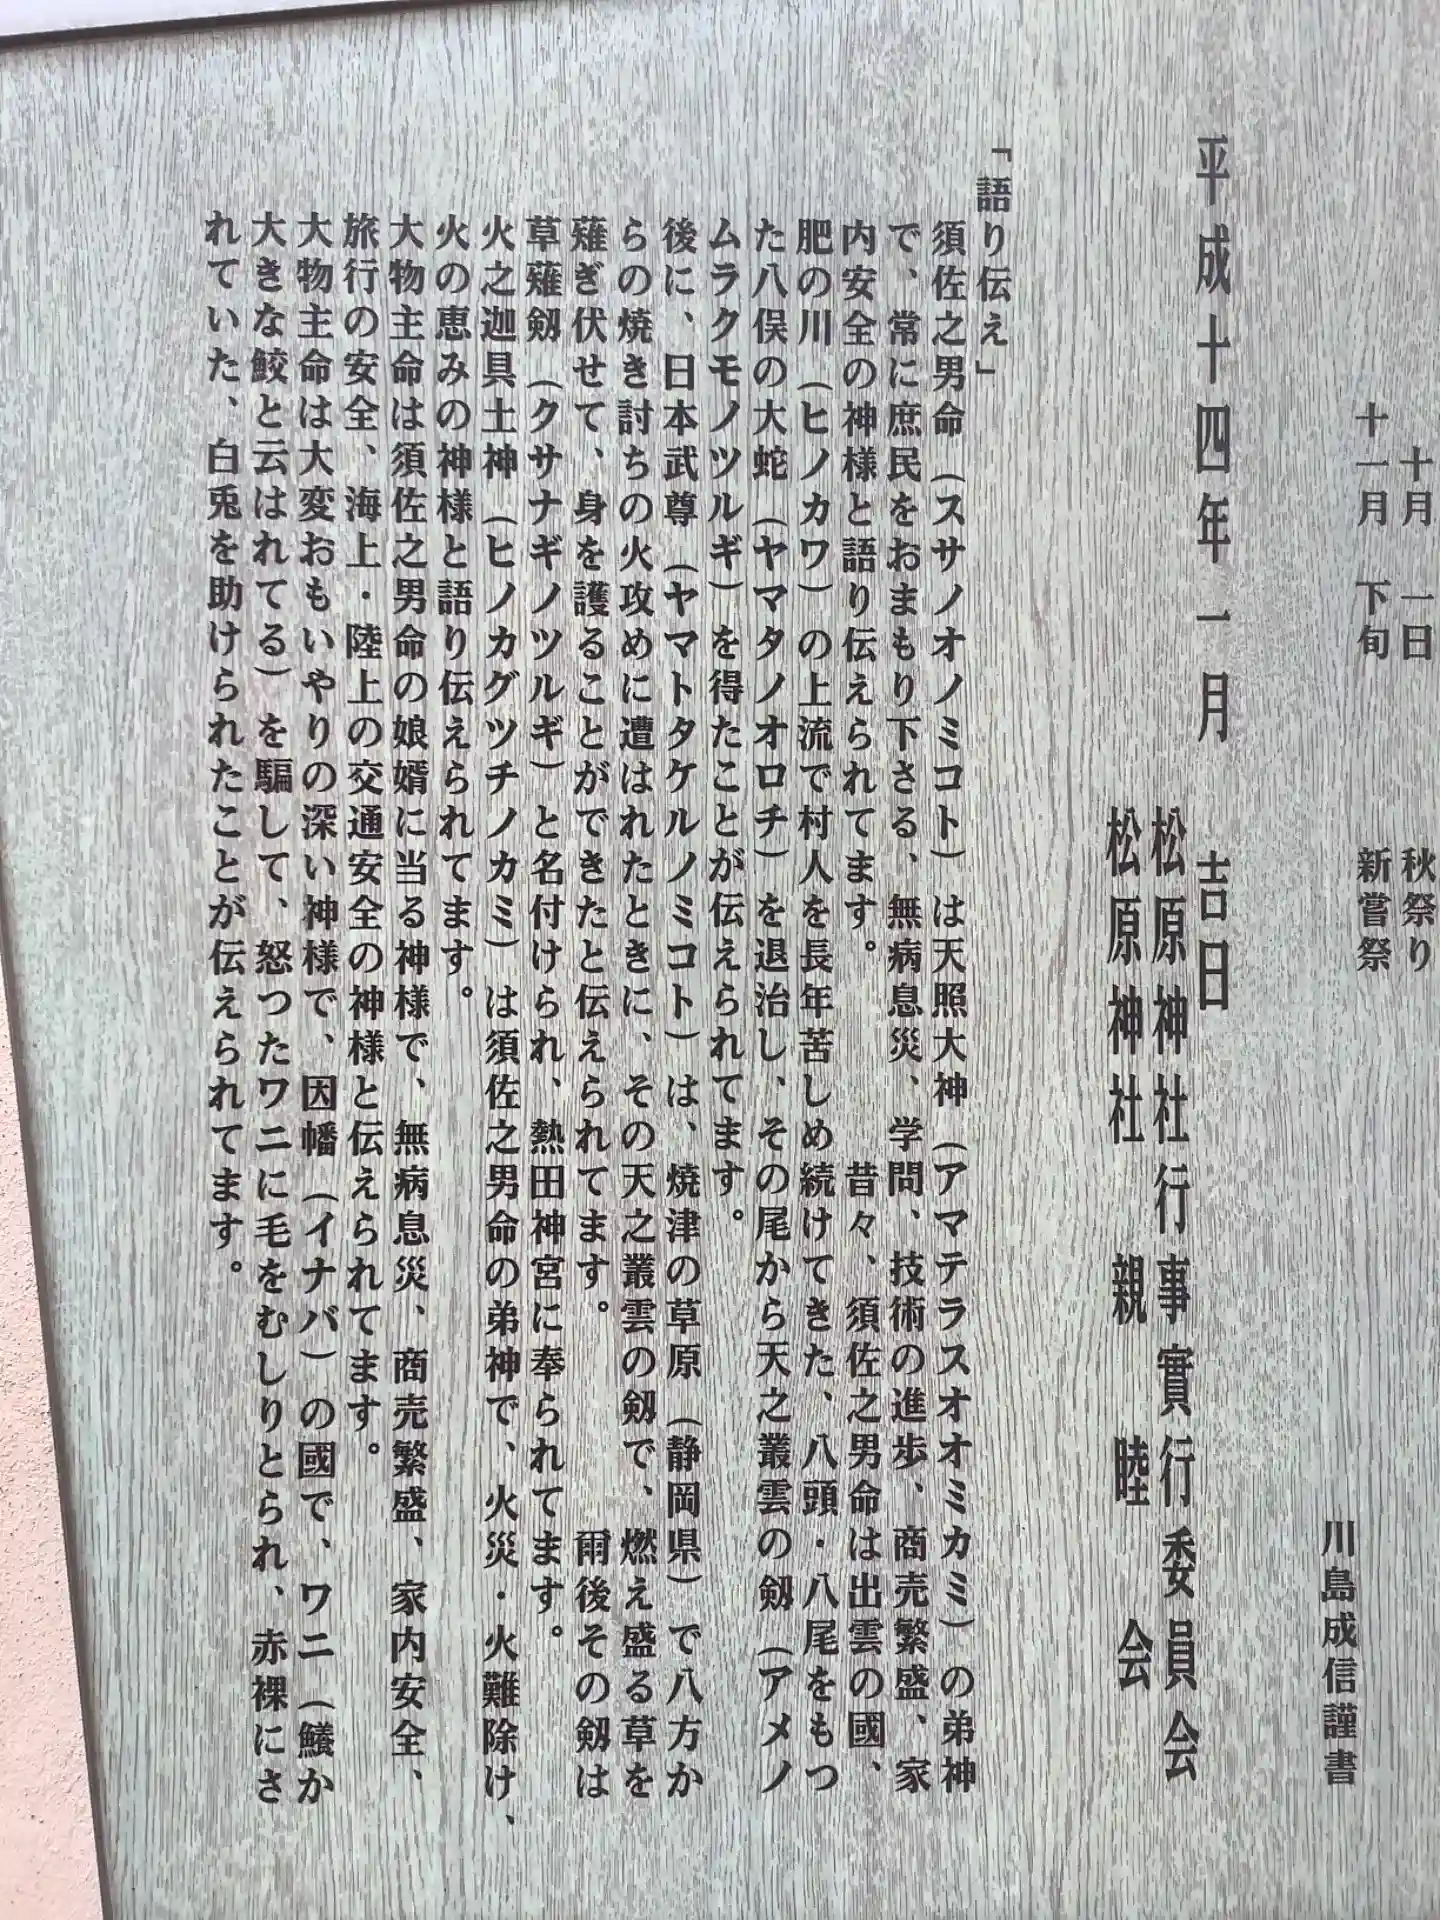 十月　一日　秋祭り
十一月　下旬　新嘗祭
川島成信謹書
平成十四年一月　吉日
松原神社行事實行委員会
松原神社　親睦会
「語り伝え」
須佐之男命（スサノオノミコト）は天照大神（アマテラスオオミカミ）の弟神
で、常に庶民をおまもり下さる、無病息災、学問、技術の進歩、商売繁盛、家
内安全の神様と語り伝えられてます。　昔々、須佐之男命は出雲の國、
肥の川（ヒノカワ）の上流で村人を長年苦しめ続けてきた、八頭・八尾をもつ
た八俣の大蛇（ヤマタノオロチ）を退治し、その尾から天之叢雲の剱（アメノ
ムラクモノツルギ）を得たことが伝えられてます。
後に、日本武尊（ヤマトタケルノミコト）は、焼津の草原（静岡県）で八方か
らの焼き討ちの火攻めに遭はれたときに、その天之叢雲の剱で、燃え盛る草を
薙ぎ伏せて、身を護ることができたと伝えられてます。　爾後その剱は
草薙剱（クサナギノツルギ）と名付けられ、熱田神宮に奉られてます。
火之迦具土神（ヒノカグツチノカミ）は須佐之男命の弟神で、火災・火難除け、
火の恵みの神様と語り伝えられてます。
大物主命は須佐之男命の娘婿に当る神様で、無病息災、商売繁盛、家内安全、
旅行の安全、海上・陸上の交通安全の神様と伝えられてます。
大物主命は大変おもいやりの深い神様で、因幡（イナバ）の國で、ワニ（鱶か
大きな鮫と云はれてる）を騙して、怒つたワニに毛をむしりとられ、赤裸にさ
れていた、白兎を助けられたことが伝えられてます。